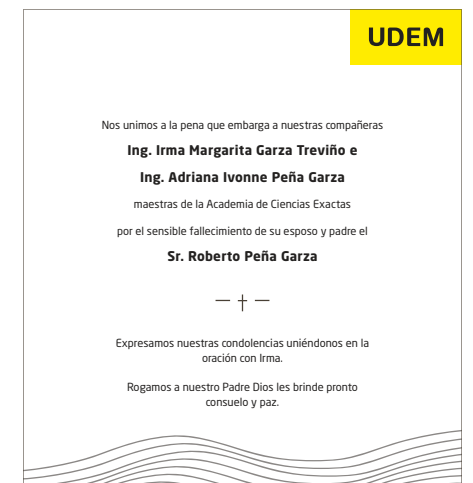 UDEM
Nos unimos a la pena que embarga a nuestras compañeras
Ing. Irma Margarita Garza Treviño e
Ing. Adriana Ivonne Peña Garza
maestras de la Academia de Ciencias Exactas
por el sensible fallecimiento de su esposo y padre el
Sr. Roberto Peña Garza
Expresamos nuestras condolencias uniéndonos en la
oración con Irma.
Rogamos a nuestro Padre Dios les brinde pronto
consuelo y paz.